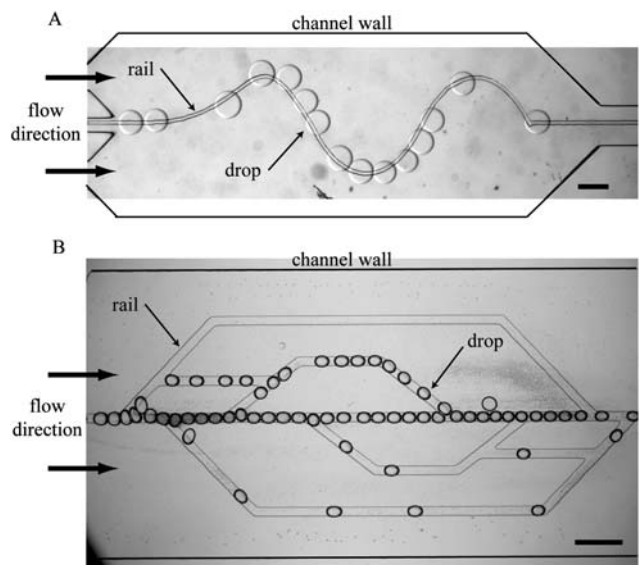 A
channel wall
rail
flow
direction
drop
B
channel wall
rail
drop
flow
direction